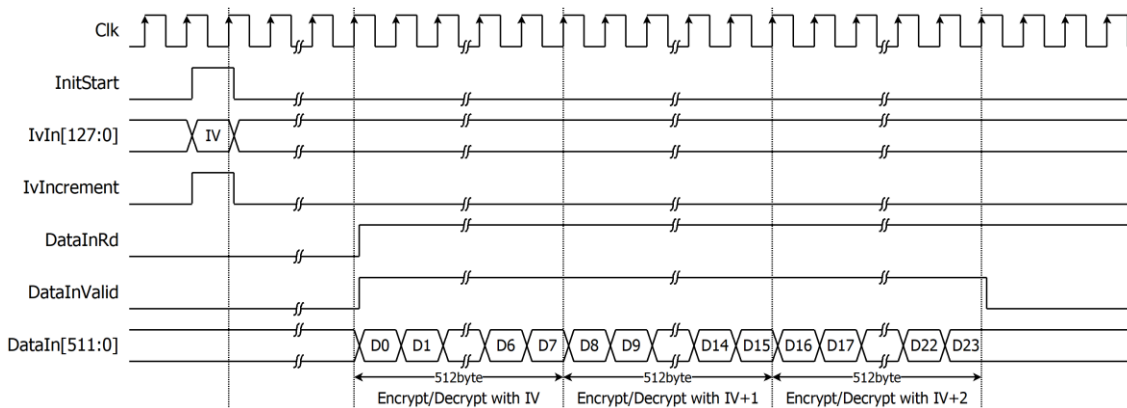 Clk
InitStart
IvIn[127:0] IV
IvIncrement
DataInRd
DataInValid
DataIn[511:0] D0 D1 D6 D7 D8 D9 D14 D15 D16 D17 D22 D23
512byte 512byte 512byte
Encrypt/Decrypt with IV Encrypt/Decrypt with IV+1 Encrypt/Decrypt with IV+2